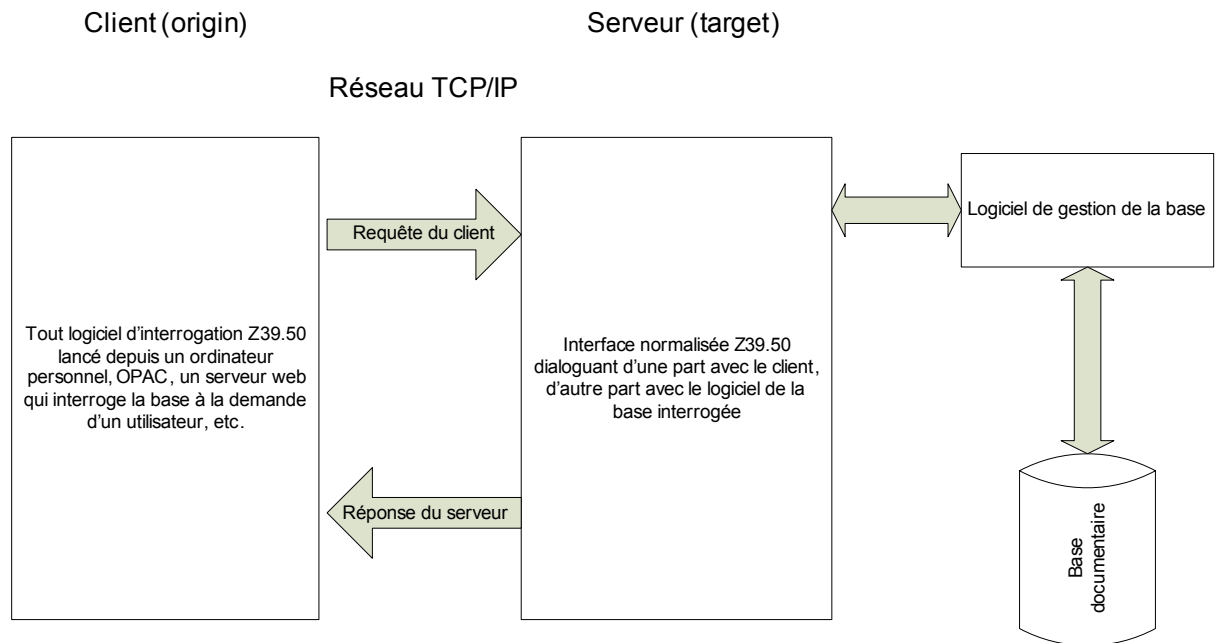 Client (origin)
Serveur (target)
Réseau TCP/IP
Requête du client
Logiciel de gestion de la base
Tout logiciel d'interrogation Z39.50
lancé depuis un ordinateur
personnel, OPAC, un serveur web
qui interroge la base à la demande
d'un utilisateur, etc.
Interface normalisée Z39.50
dialoguant d'une part avec le client,
d'autre part avec le logiciel de la
base interrogée
Réponse du serveur
Base
documentaire